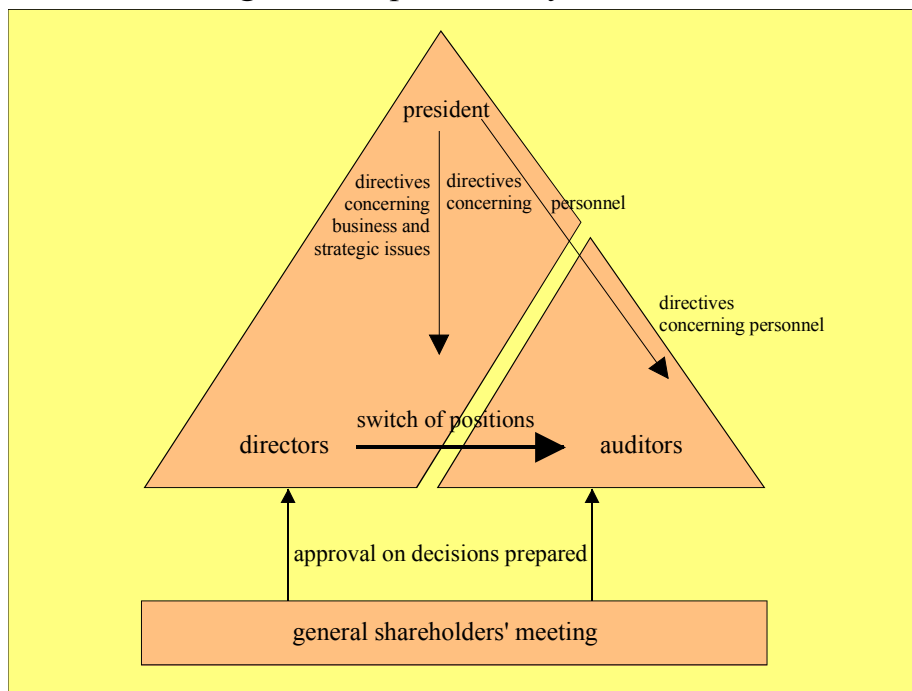 president
directives
concerning
business and
strategic issues
directives
concerning personnel
directives
concerning personnel
switch of positions
directors
auditors
approval on decisions prepared
general shareholders' meeting